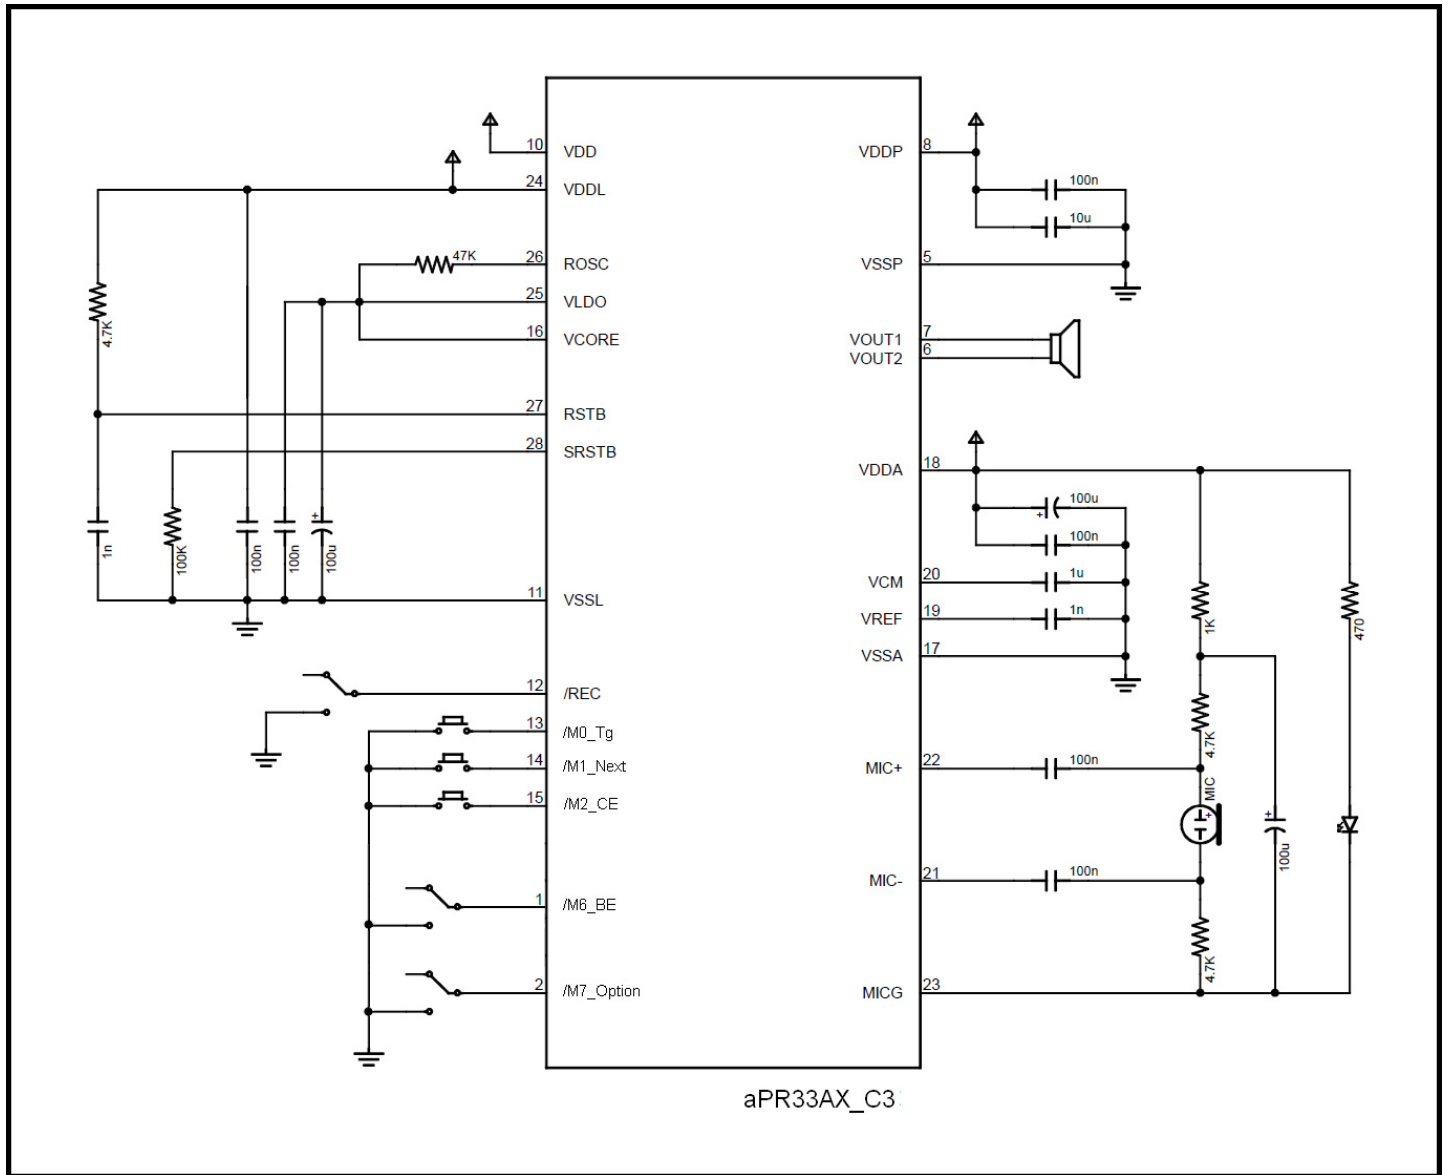 10 VDD
24 VDDL
47K
26 ROSC
25 VLDO
16 VCORE
4.7K
27 RSTB
28 SRSTB
1n
100K
100n
100n
+
100u
11 VSSL
12 /REC
13 /M0_Tg
14 /M1_Next
15 /M2_CE
1 /M6_BE
2 /M7_Option
VDDP 8
100n
10u
VSSP 5
VOUT1 7
VOUT2 6
VDDA 18
+
100u
100n
VCM 20
1u
VREF 19
1n
VSSA 17
1K
470
4.7K
MIC+ 22
100n
MIC
+
+
100u
MIC- 21
100n
4.7K
MICG 23
aPR33AX_C3